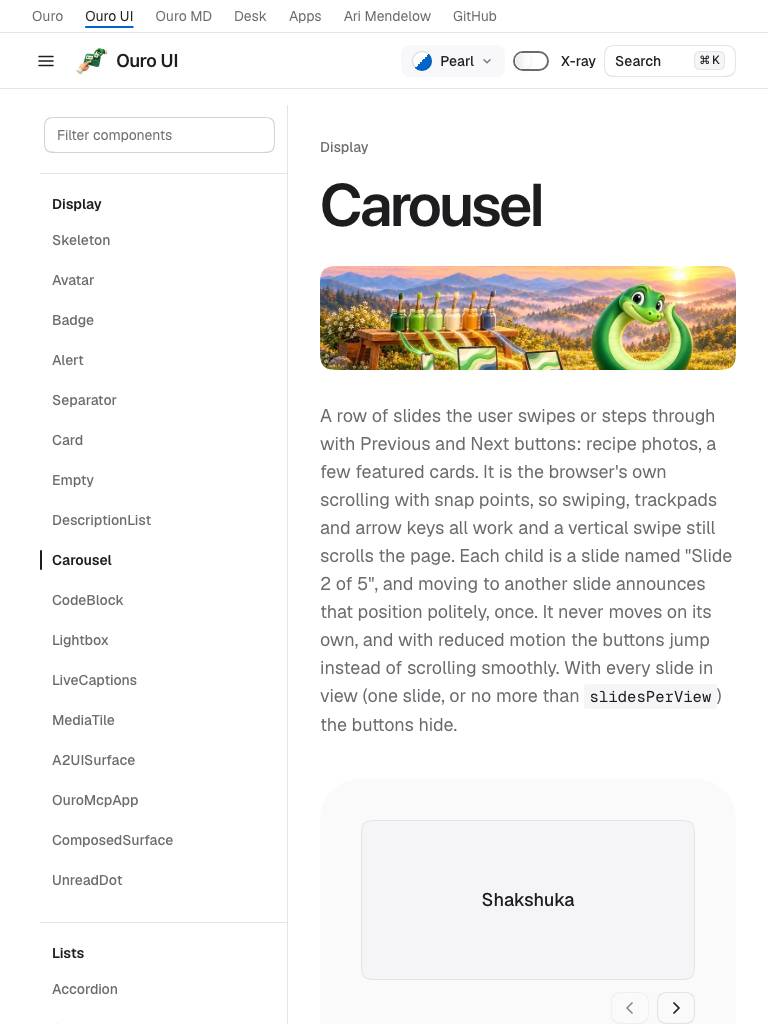 Ouro Ouro UI Ouro MD Desk Apps Ari Mendelow GitHub
Ouro UI Pearl X-ray Search ⌘ K
Filter components
Display
Skeleton
Avatar
Badge
Alert
Separator
Card
Empty
DescriptionList
Carousel
CodeBlock
Lightbox
LiveCaptions
MediaTile
A2UISurface
OuroMcpApp
ComposedSurface
UnreadDot
Lists
Accordion
Display
Carousel
A row of slides the user swipes or steps through
with Previous and Next buttons: recipe photos, a
few featured cards. It is the browser's own
scrolling with snap points, so swiping, trackpads
and arrow keys all work and a vertical swipe still
scrolls the page. Each child is a slide named "Slide
2 of 5", and moving to another slide announces
that position politely, once. It never moves on its
own, and with reduced motion the buttons jump
instead of scrolling smoothly. With every slide in
view (one slide, or no more than slidesPerView)
the buttons hide.
Shakshuka